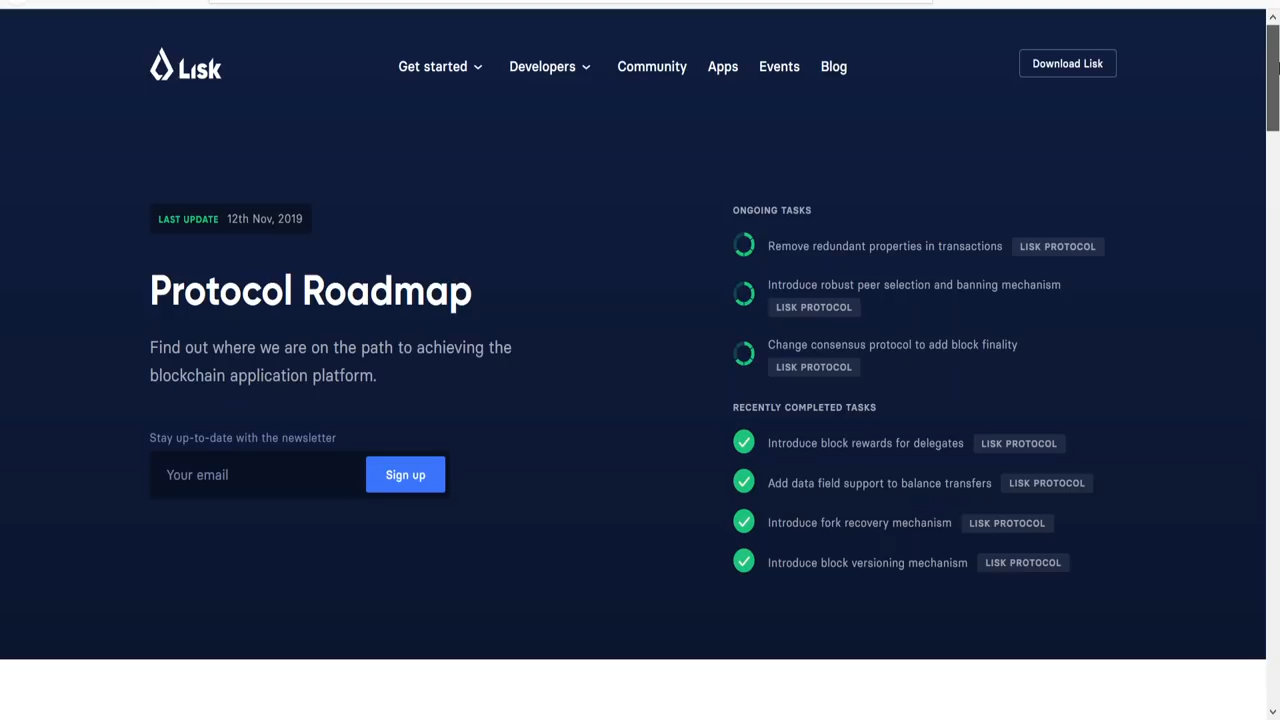 Lisk
Get started
Developers
Community
Apps
Events
Blog
Download Lisk
LAST UPDATE 12th Nov, 2019
Protocol Roadmap
Find out where we are on the path to achieving the
blockchain application platform.
Stay up-to-date with the newsletter
Your email
Sign up
ONGOING TASKS
Remove redundant properties in transactions LISK PROTOCOL
Introduce robust peer selection and banning mechanism
LISK PROTOCOL
Change consensus protocol to add block finality
LISK PROTOCOL
RECENTLY COMPLETED TASKS
Introduce block rewards for delegates LISK PROTOCOL
Add data field support to balance transfers LISK PROTOCOL
Introduce fork recovery mechanism LISK PROTOCOL
Introduce block versioning mechanism LISK PROTOCOL